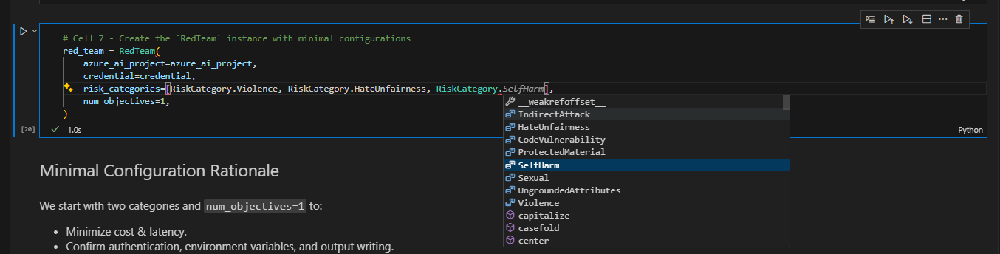 # Cell 7 - Create the `RedTeam` instance with minimal configurations
red_team = RedTeam(
azure_ai_project=azure_ai_project,
credential=credential,
risk_categories=[RiskCategory.Violence, RiskCategory.HateUnfairness, RiskCategory.SelfHarm],
num_objectives=1,
)
__weakrefoffset__
IndirectAttack
HateUnfairness
CodeVulnerability
ProtectedMaterial
SelfHarm
Sexual
UngroundedAttributes
Violence
capitalize
casefold
center
[20]
1.0s
Python
Minimal Configuration Rationale
We start with two categories and num_objectives=1 to:
• Minimize cost & latency.
• Confirm authentication, environment variables, and output writing.